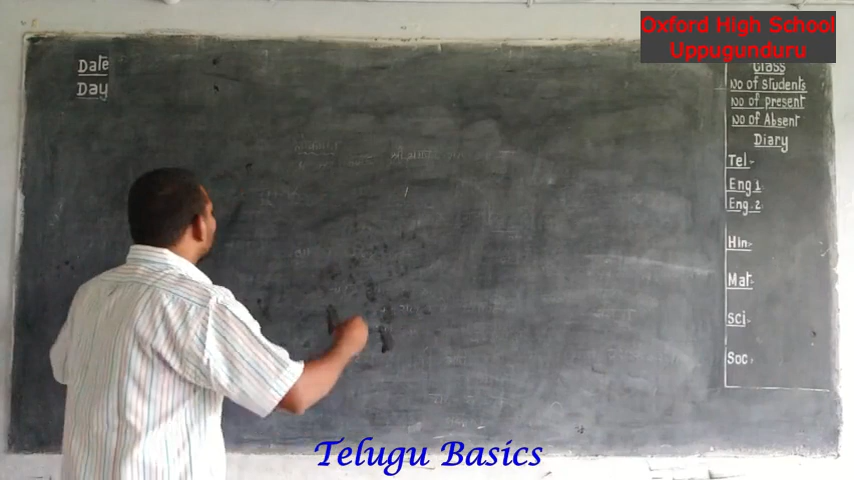 Oxford High School
Uppugunduru
Date
Day
Class
No of students
No of present
No of Absent
Diary
Tel:-
Eng 1
Eng-2
Hin:-
Mat-
Sci:-
Soc:-
Telugu Basics